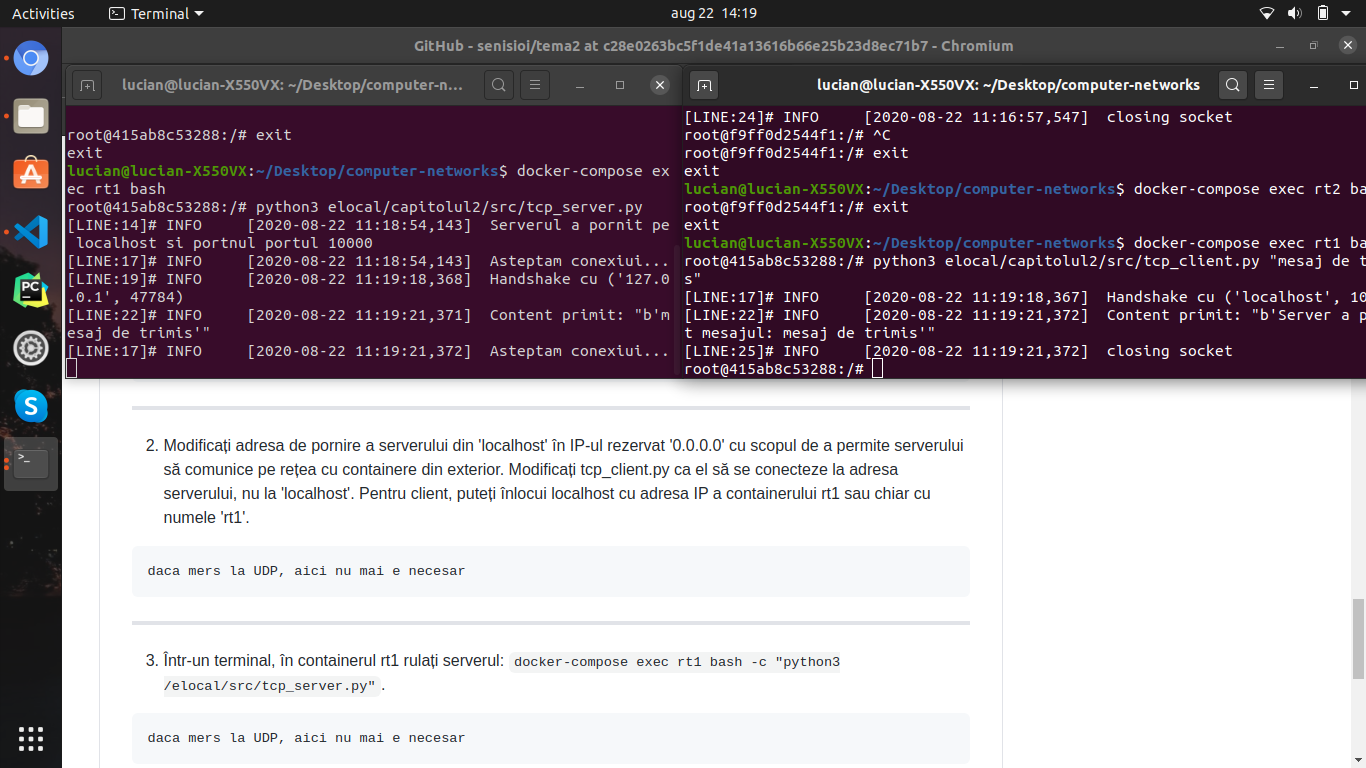 Activities
Terminal
aug 22 14:19
GitHub - senisioi/tema2 at c28e0263bc5f1de41a13616b66e25b23d8ec71b7 - Chromium
lucian@lucian-X550VX: ~/Desktop/computer-n...
root@415ab8c53288:/# exit
exit
lucian@lucian-X550VX:~/Desktop/computer-networks$ docker-compose ex
ec rt1 bash
root@415ab8c53288:/# python3 elocal/capitolul2/src/tcp_server.py
[LINE:14]# INFO     [2020-08-22 11:18:54,143]  Serverul a pornit pe
 localhost si portnul portul 10000
[LINE:17]# INFO     [2020-08-22 11:18:54,143]  Asteptam conexiui...
[LINE:19]# INFO     [2020-08-22 11:19:18,368]  Handshake cu ('127.0
.0.1', 47784)
[LINE:22]# INFO     [2020-08-22 11:19:21,371]  Content primit: "b'm
esaj de trimis'"
[LINE:17]# INFO     [2020-08-22 11:19:21,372]  Asteptam conexiui...
lucian@lucian-X550VX: ~/Desktop/computer-networks
[LINE:24]# INFO     [2020-08-22 11:16:57,547]  closing socket
root@f9ff0d2544f1:/# ^C
root@f9ff0d2544f1:/# exit
exit
lucian@lucian-X550VX:~/Desktop/computer-networks$ docker-compose exec rt2 ba
root@f9ff0d2544f1:/# exit
exit
lucian@lucian-X550VX:~/Desktop/computer-networks$ docker-compose exec rt1 ba
root@415ab8c53288:/# python3 elocal/capitolul2/src/tcp_client.py "mesaj de t
s"
[LINE:17]# INFO     [2020-08-22 11:19:18,367]  Handshake cu ('localhost', 10
[LINE:22]# INFO     [2020-08-22 11:19:21,372]  Content primit: "b'Server a p
t mesajul: mesaj de trimis'"
[LINE:25]# INFO     [2020-08-22 11:19:21,372]  closing socket
root@415ab8c53288:/#
2. Modificați adresa de pornire a serverului din 'localhost' în IP-ul rezervat '0.0.0.0' cu scopul de a permite serverului
să comunice pe rețea cu containere din exterior. Modificați tcp_client.py ca el să se conecteze la adresa
serverului, nu la 'localhost'. Pentru client, puteți înlocui localhost cu adresa IP a containerului rt1 sau chiar cu
numele 'rt1'.
daca mers la UDP, aici nu mai e necesar
3. Într-un terminal, în containerul rt1 rulați serverul: docker-compose exec rt1 bash -c "python3
/elocal/src/tcp_server.py" .
daca mers la UDP, aici nu mai e necesar